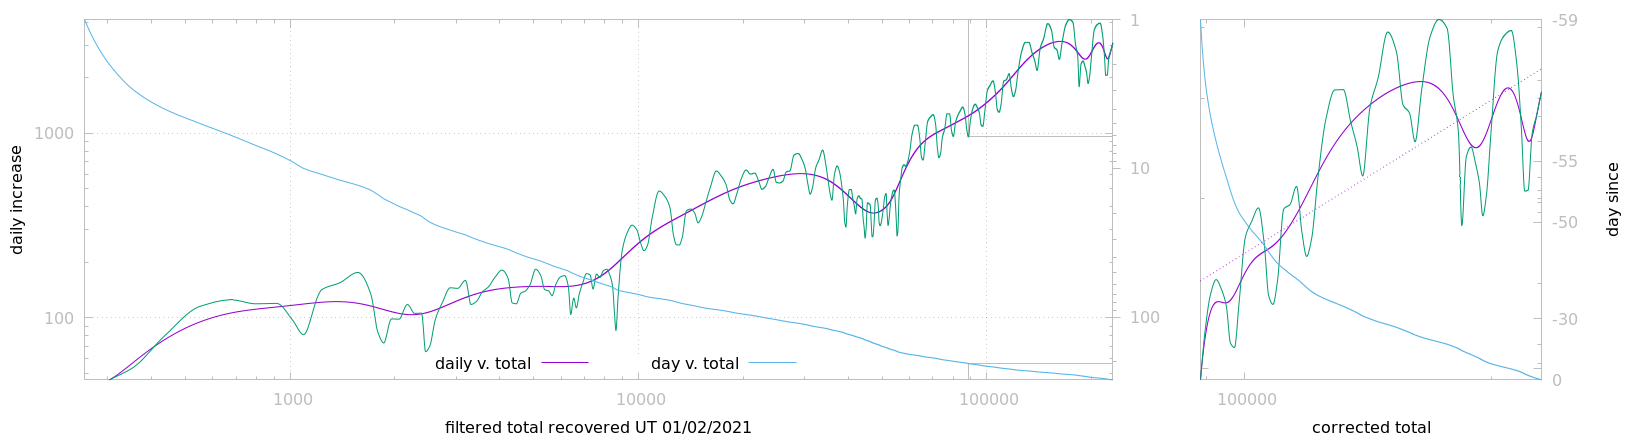 1
-59
daily increase
1000
10
-55
-50
day since
100
100
-30
daily v. total
day v. total
0
1000
10000
100000
100000
filtered total recovered UT 01/02/2021
corrected total